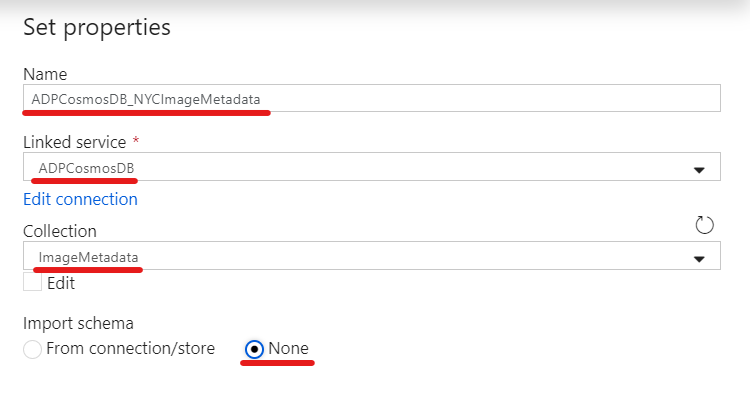 Set properties
Name
ADPCosmosDB_NYCImageMetadata
Linked service *
ADPCosmosDB
Edit connection
Collection
ImageMetadata
Edit
Import schema
From connection/store None